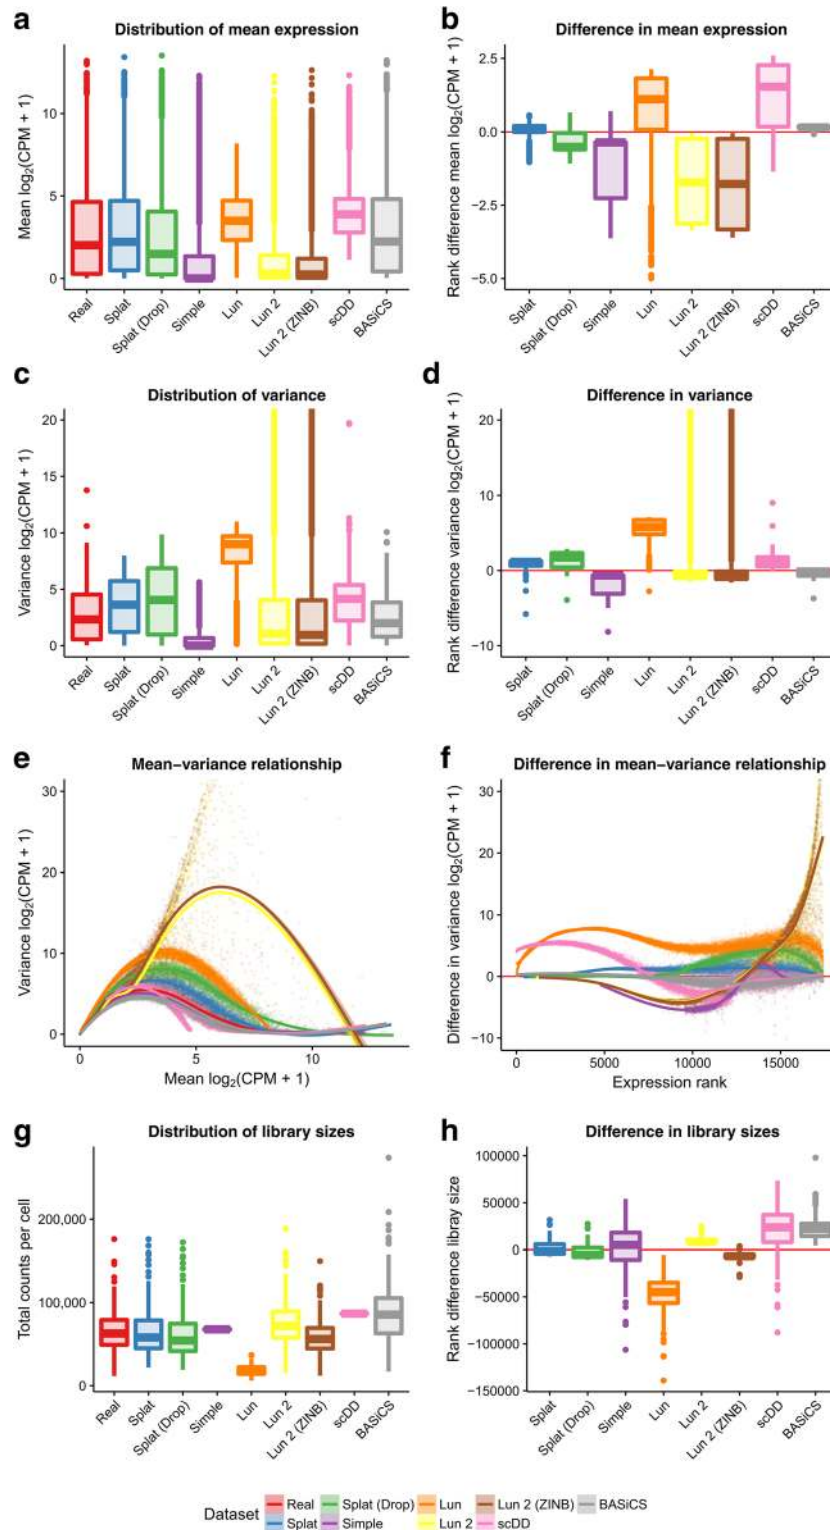 a Distribution of mean expression
Mean log2(CPM + 1)
10
5
0
Real Splat Splat (Drop) Simple Lun Lun 2 Lun 2 (ZINB) scDD BASiCS
b Difference in mean expression
Rank difference mean log2(CPM + 1)
2.5
0.0
−2.5
−5.0
Splat Splat (Drop) Simple Lun Lun 2 Lun 2 (ZINB) scDD BASiCS
c Distribution of variance
Variance log2(CPM + 1)
20
15
10
5
0
Real Splat Splat (Drop) Simple Lun Lun 2 Lun 2 (ZINB) scDD BASiCS
d Difference in variance
Rank difference variance log2(CPM + 1)
20
10
0
−10
Splat Splat (Drop) Simple Lun Lun 2 Lun 2 (ZINB) scDD BASiCS
e Mean−variance relationship
Variance log2(CPM + 1)
30
20
10
0
0 5 10
Mean log2(CPM + 1)
f Difference in mean−variance relationship
Difference in variance log2(CPM + 1)
30
20
10
0
−10
0 5000 10000 15000
Expression rank
g Distribution of library sizes
Total counts per cell
200,000
100,000
0
Real Splat Splat (Drop) Simple Lun Lun 2 Lun 2 (ZINB) scDD BASiCS
h Difference in library sizes
Rank difference libray size
100000
50000
0
−50000
−100000
−150000
Splat Splat (Drop) Simple Lun Lun 2 Lun 2 (ZINB) scDD BASiCS
Dataset
Real Splat (Drop) Lun Lun 2 (ZINB) BASiCS
Splat Simple Lun 2 scDD